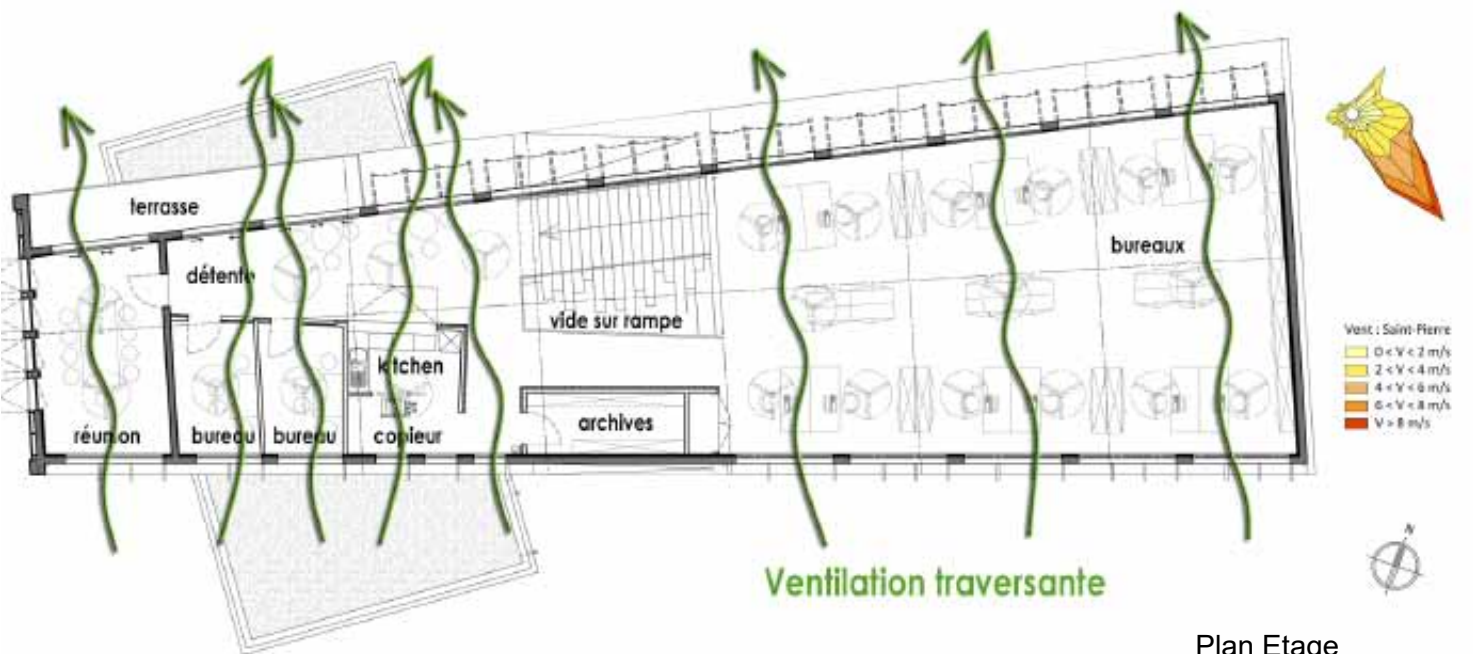 terrasse
détente
bureaux
vide sur rampe
kitchen
réunion
bureau
bureau
copieur
archives
Vent : Saint-Pierre
0 < V < 2 m/s
2 < V < 4 m/s
4 < V < 6 m/s
6 < V < 8 m/s
V > 8 m/s
N
Ventilation traversante
Plan Etage